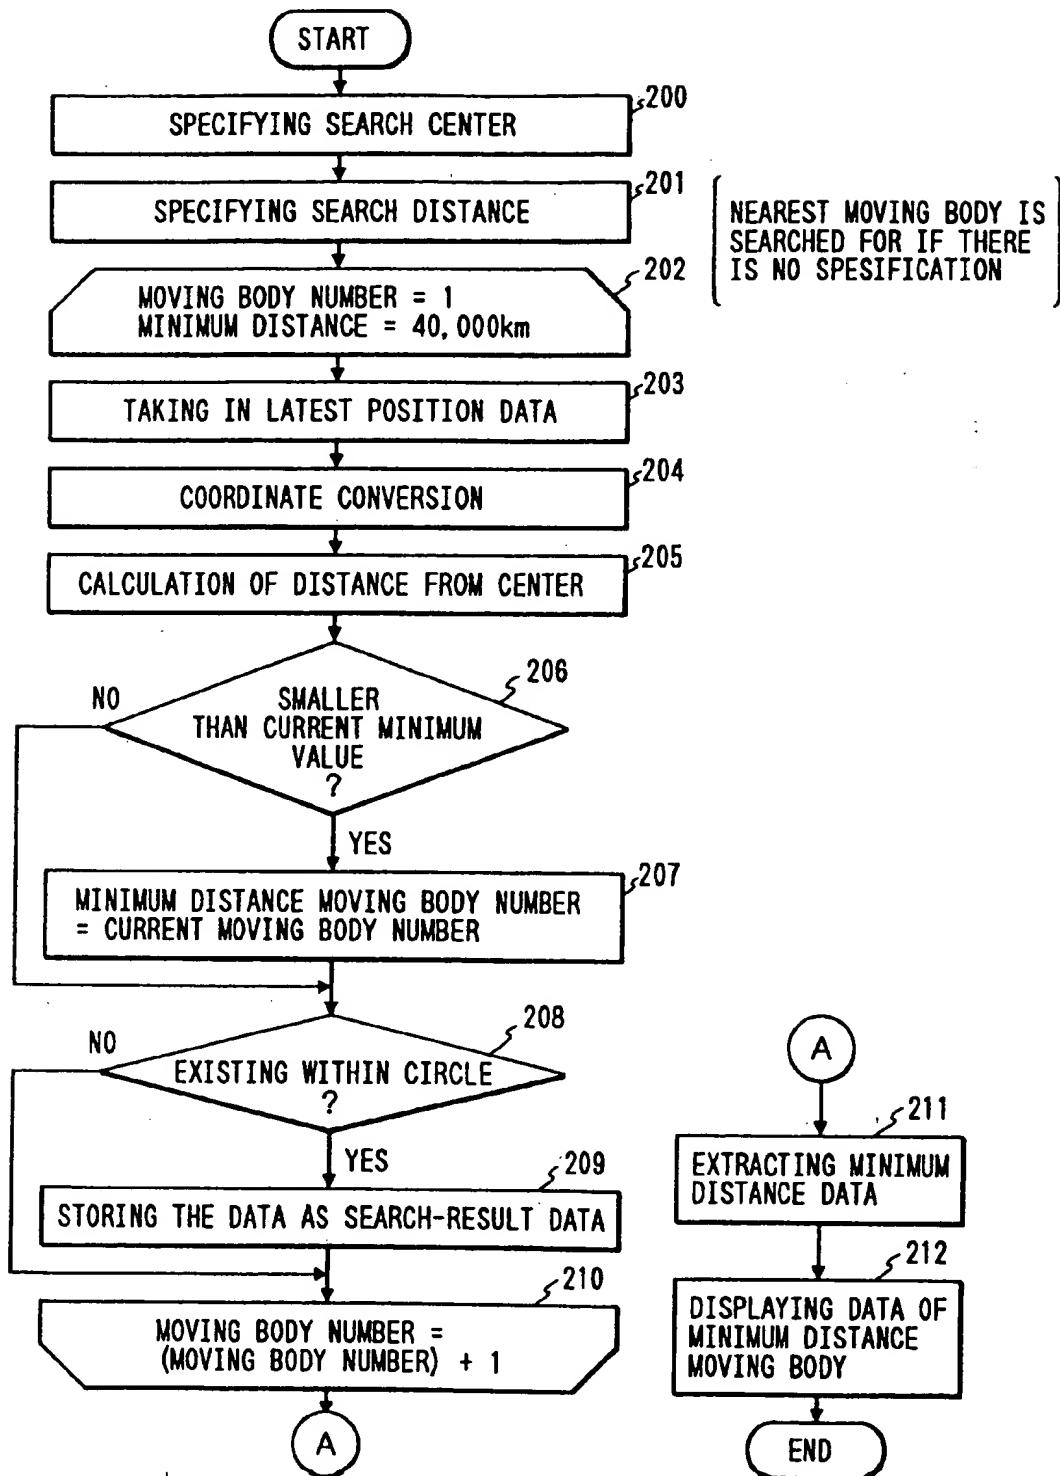 START
200
SPECIFYING SEARCH CENTER
201
SPECIFYING SEARCH DISTANCE
NEAREST MOVING BODY IS
SEARCHED FOR IF THERE
IS NO SPESIFICATION
202
MOVING BODY NUMBER = 1
MINIMUM DISTANCE = 40,000km
203
TAKING IN LATEST POSITION DATA
204
COORDINATE CONVERSION
205
CALCULATION OF DISTANCE FROM CENTER
206
NO
SMALLER
THAN CURRENT MINIMUM
VALUE
?
YES
207
MINIMUM DISTANCE MOVING BODY NUMBER
= CURRENT MOVING BODY NUMBER
208
NO
EXISTING WITHIN CIRCLE
?
YES
209
STORING THE DATA AS SEARCH-RESULT DATA
210
MOVING BODY NUMBER =
(MOVING BODY NUMBER) + 1
A
A
211
EXTRACTING MINIMUM
DISTANCE DATA
212
DISPLAYING DATA OF
MINIMUM DISTANCE
MOVING BODY
END